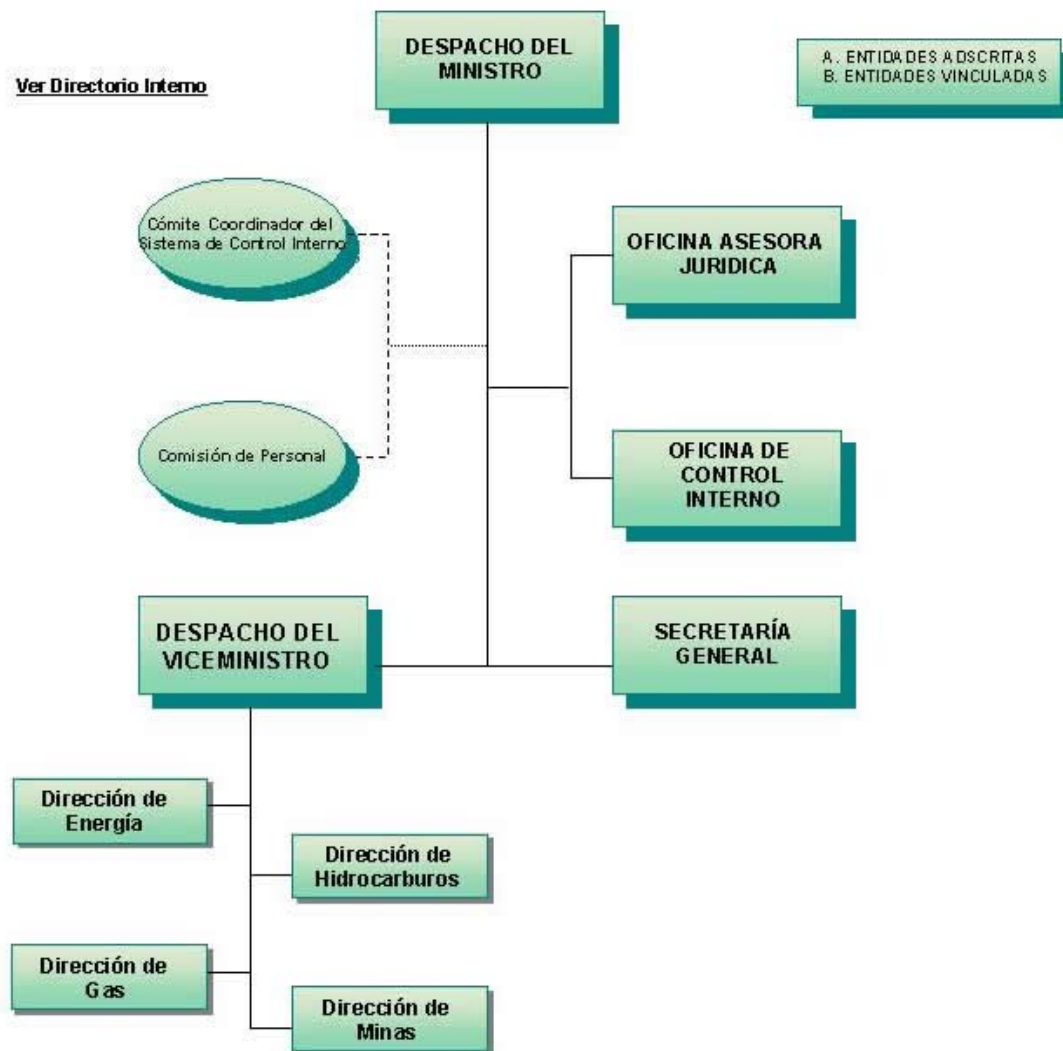 DESPACHO DEL
MINISTRO
Ver Directorio Interno
A. ENTIDADES ADSCRITAS
B. ENTIDADES VINCULADAS
Cómite Coordinador del
Sistema de Control Interno
OFICINA ASESORA
JURIDICA
Comisión de Personal
OFICINA DE
CONTROL
INTERNO
DESPACHO DEL
VICEMINISTRO
SECRETARÍA
GENERAL
Dirección de
Energía
Dirección de
Hidrocarburos
Dirección de
Gas
Dirección de
Minas